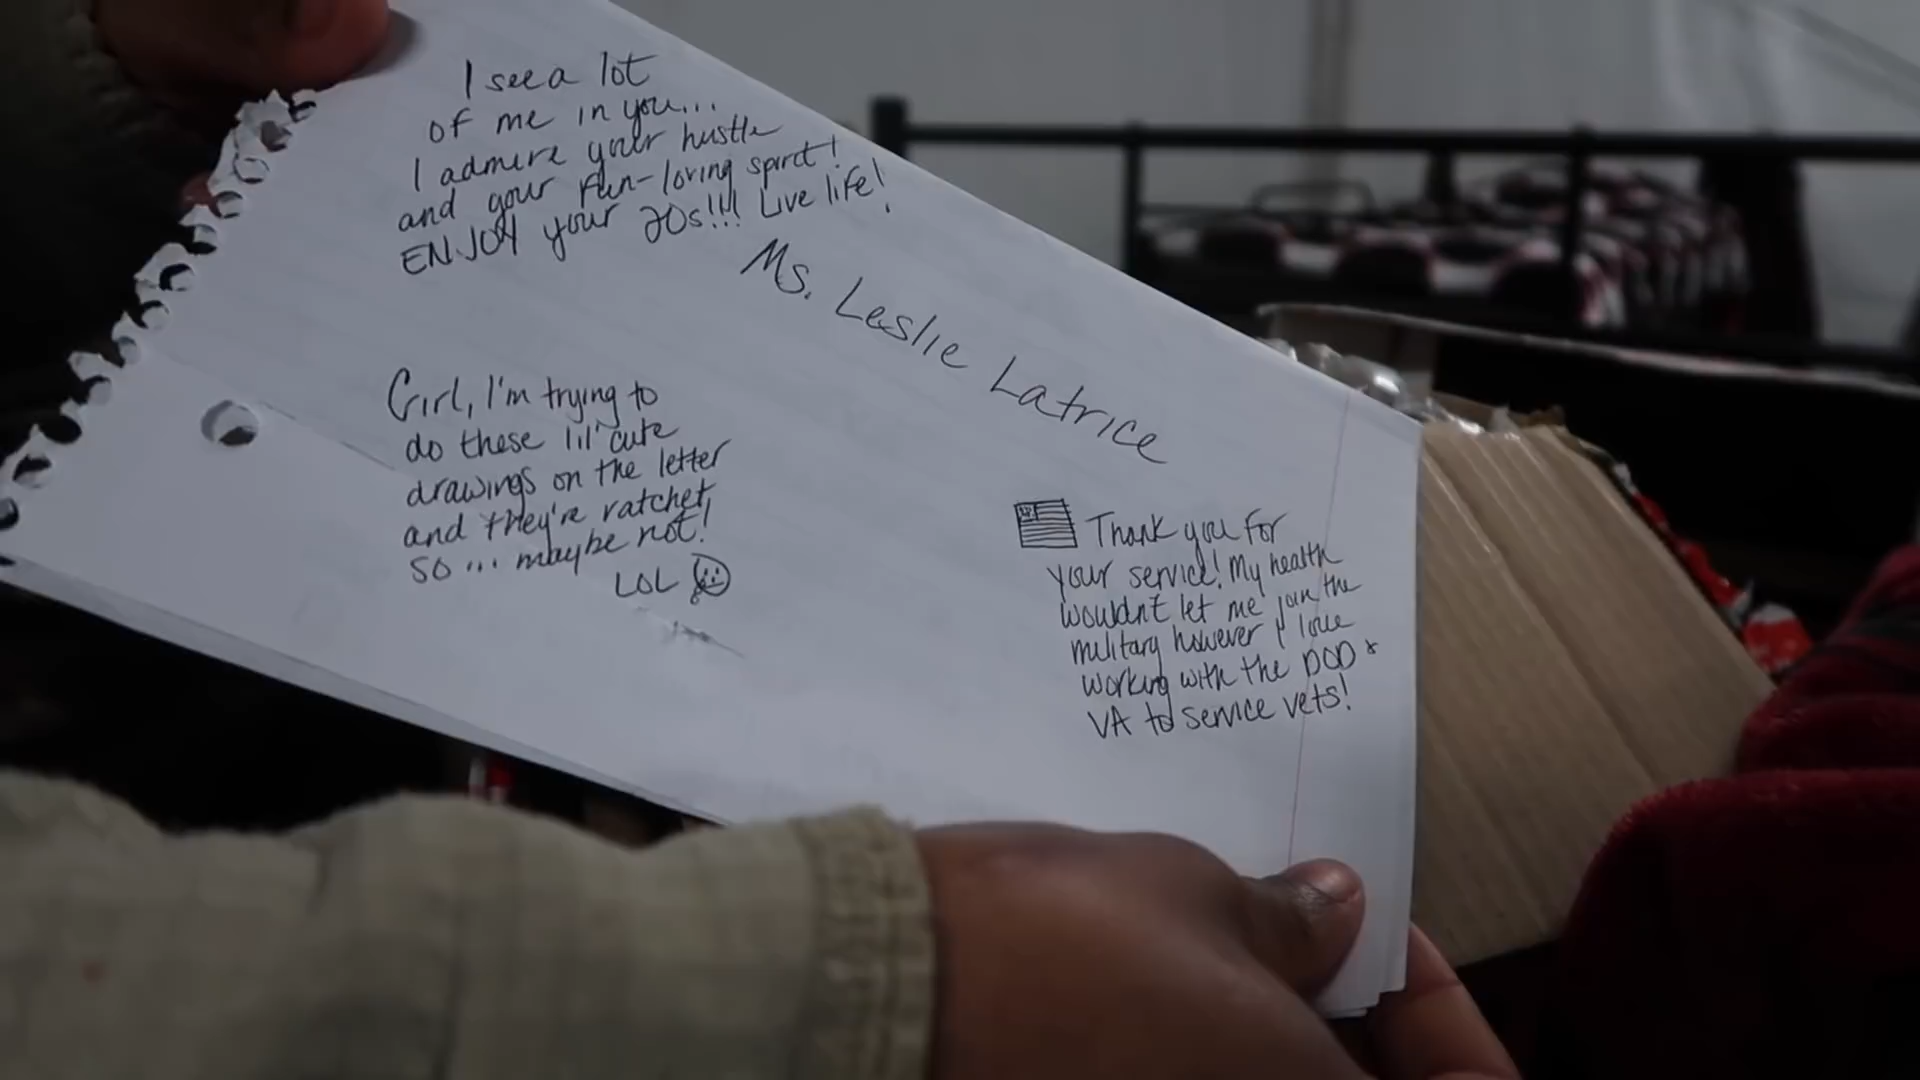 I see a lot
of me in you...
I admire your hustle
and your fun-loving spirit!
ENJOY your 20s!!! Live life!
Ms. Leslie Latrice
Girl, I'm trying to
do these lil' cute
drawings on the letter
and they're ratchet,
so... maybe not!
LOL
Thank you for
your service! My health
wouldn't let me join the
military however I love
working with the DOD &
VA to service vets!